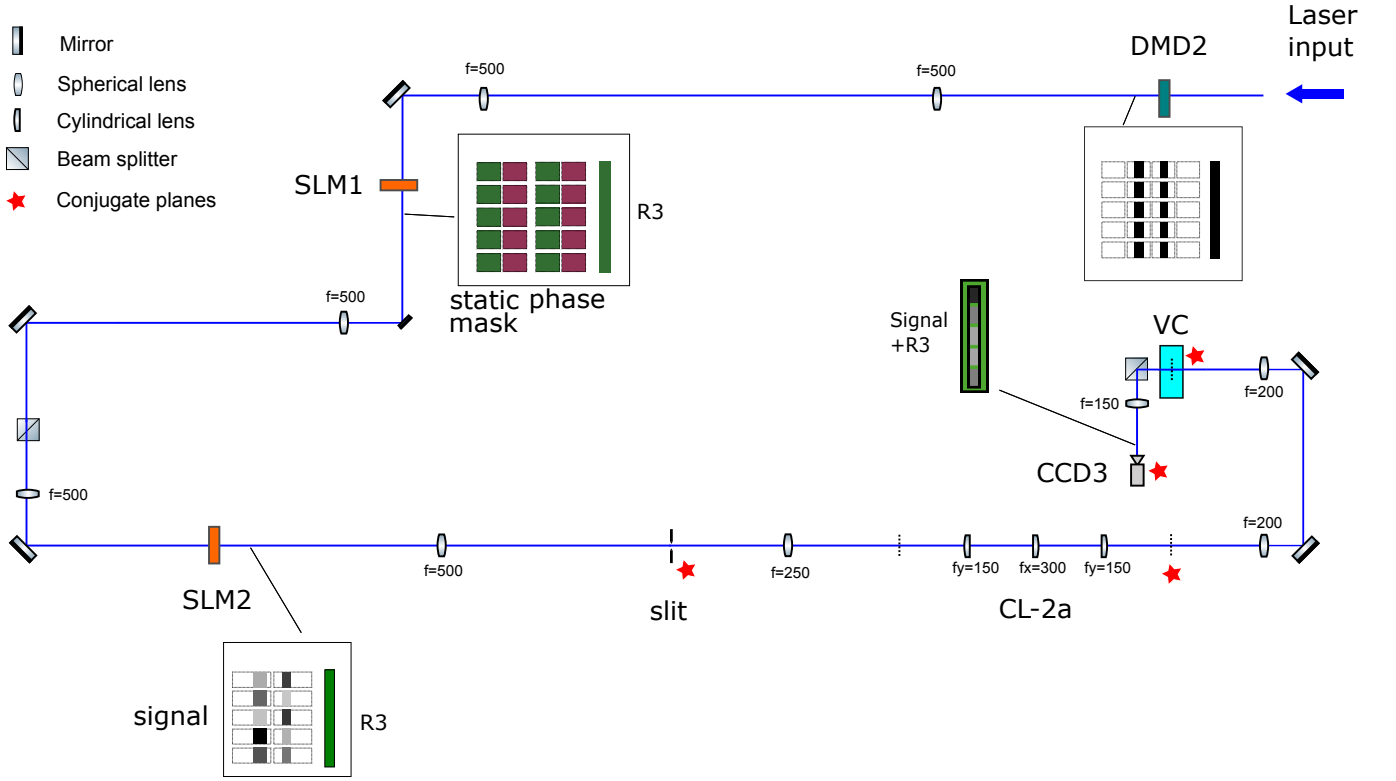 Laser
input
Mirror
Spherical lens
Cylindrical lens
Beam splitter
Conjugate planes
f=500
f=500
DMD2
SLM1
R3
static phase
mask
f=500
Signal
+R3
VC
f=200
f=150
CCD3
f=500
f=200
f=500
f=250
fy=150
fx=300
fy=150
SLM2
slit
CL-2a
signal
R3